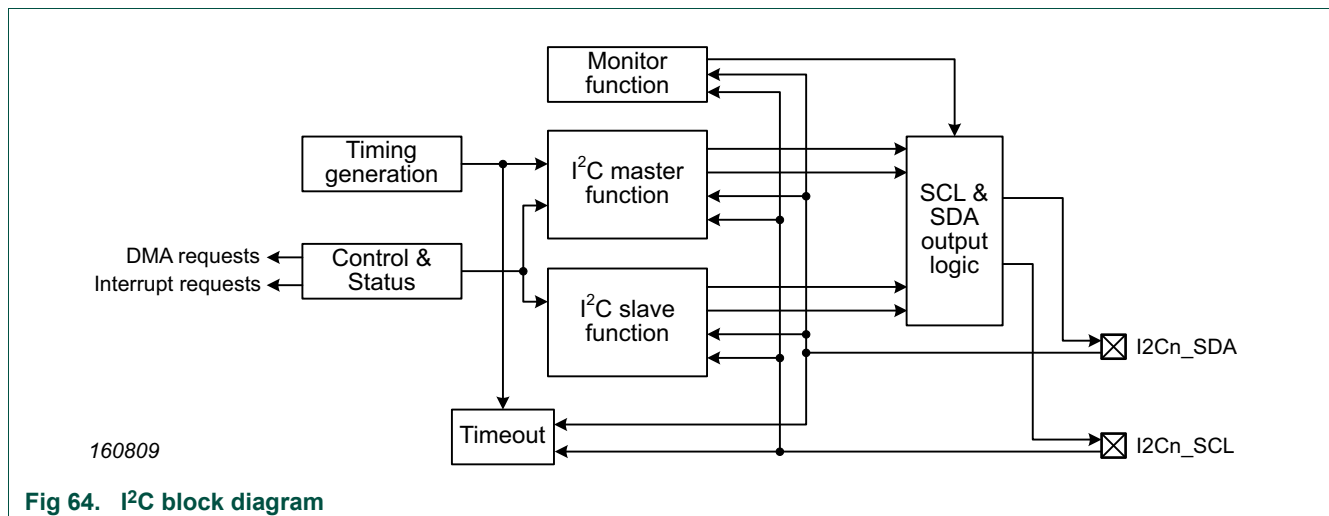 Monitor
function
Timing
generation
I²C master
function
SCL &
SDA
output
logic
DMA requests
Interrupt requests
Control &
Status
I²C slave
function
I2Cn_SDA
Timeout
I2Cn_SCL
160809
Fig 64. I²C block diagram